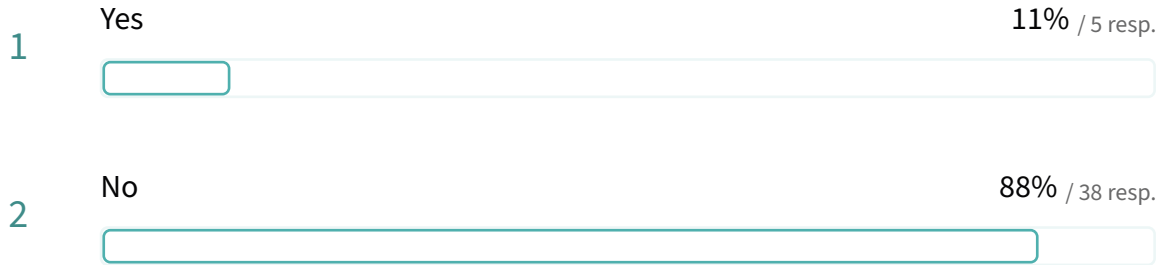 1 Yes 11% / 5 resp.
2 No 88% / 38 resp.